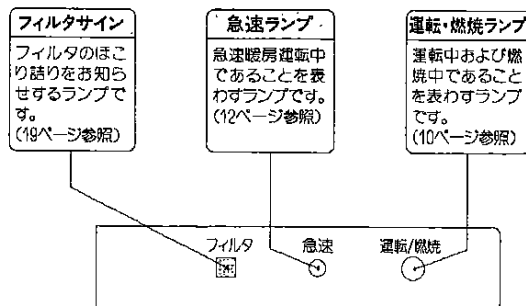 フィルタサイン
フィルタのほこ
り詰りをお知ら
せするランプで
す。
(19ページ参照)
急速ランプ
急速暖房運転中
であることを表
わすランプです。
(12ページ参照)
運転・燃焼ランプ
運転中および燃
焼中であること
を表わすランプ
です。
(10ページ参照)
フィルタ 急速 運転/燃焼